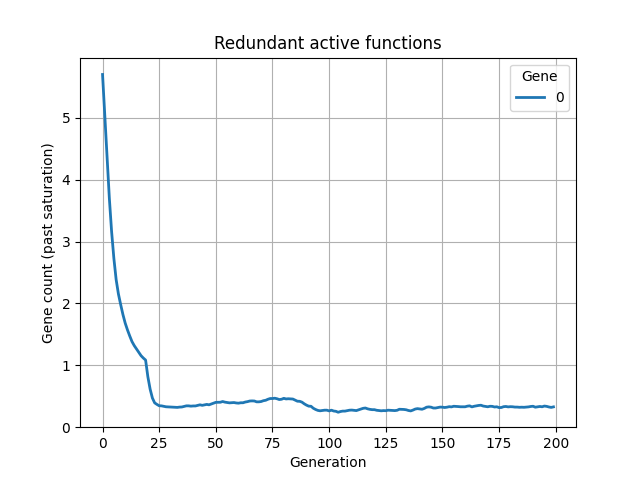 Redundant active functions
Gene
0
Gene count (past saturation)
5
4
3
2
1
0
0 25 50 75 100 125 150 175 200
Generation